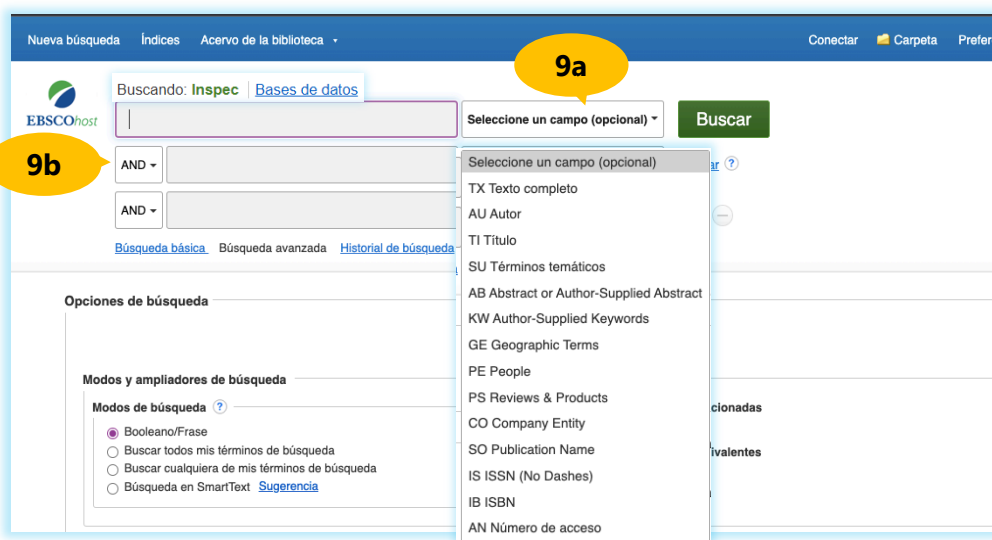 Nueva búsqueda Índices Acervo de la biblioteca Conectar Carpeta Prefer
9a
Buscando: Inspec | Bases de datos
EBSCOhost
Seleccione un campo (opcional) Buscar
9b
AND Seleccione un campo (opcional) ar ?
TX Texto completo
AND AU Autor
TI Título
Búsqueda básica Búsqueda avanzada Historial de búsqueda
SU Términos temáticos
AB Abstract or Author-Supplied Abstract
Opciones de búsqueda
KW Author-Supplied Keywords
GE Geographic Terms
PE People
Modos y ampliadores de búsqueda
PS Reviews & Products
Modos de búsqueda ? cionadas
CO Company Entity
Booleano/Frase
SO Publication Name
Buscar todos mis términos de búsqueda ivalentes
Buscar cualquiera de mis términos de búsqueda
IS ISSN (No Dashes)
Búsqueda en SmartText Sugerencia
IB ISBN
AN Número de acceso